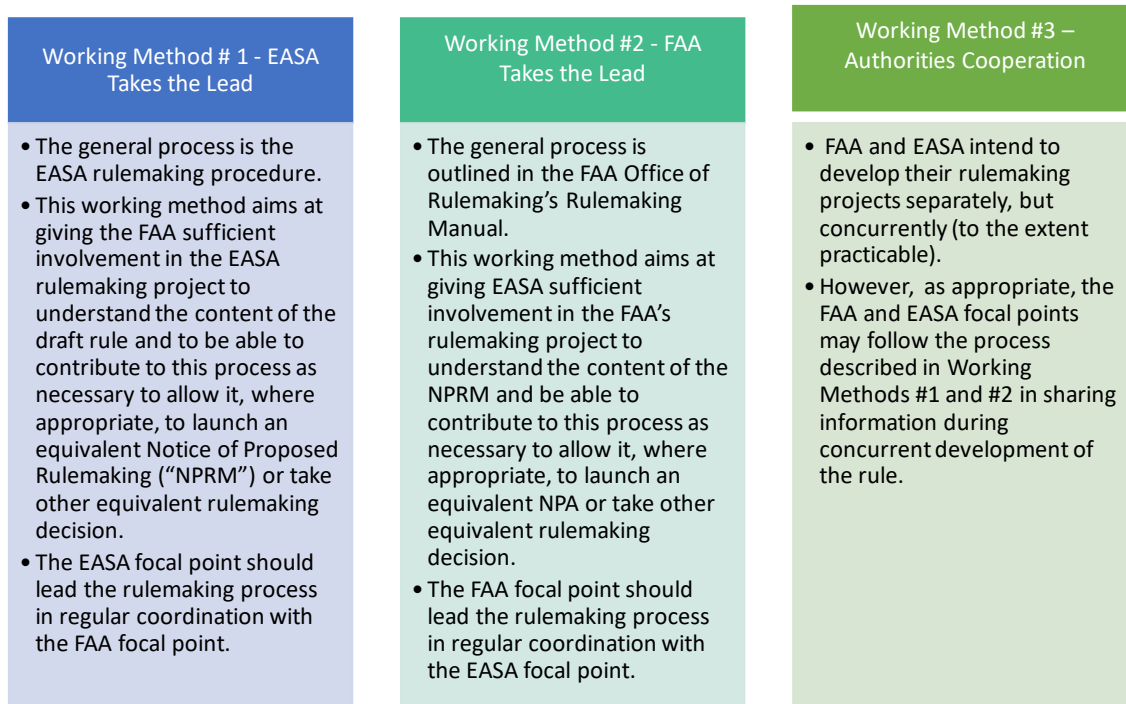 Working Method # 1 - EASA
Takes the Lead
• The general process is the
EASA rulemaking procedure.
• This working method aims at
giving the FAA sufficient
involvement in the EASA
rulemaking project to
understand the content of the
draft rule and to be able to
contribute to this process as
necessary to allow it, where
appropriate, to launch an
equivalent Notice of Proposed
Rulemaking (“NPRM”) or take
other equivalent rulemaking
decision.
• The EASA focal point should
lead the rulemaking process
in regular coordination with
the FAA focal point.
Working Method #2 - FAA
Takes the Lead
• The general process is
outlined in the FAA Office of
Rulemaking’s Rulemaking
Manual.
• This working method aims at
giving EASA sufficient
involvement in the FAA’s
rulemaking project to
understand the content of the
NPRM and be able to
contribute to this process as
necessary to allow it, where
appropriate, to launch an
equivalent NPA or take other
equivalent rulemaking
decision.
• The FAA focal point should
lead the rulemaking process
in regular coordination with
the EASA focal point.
Working Method #3 –
Authorities Cooperation
• FAA and EASA intend to
develop their rulemaking
projects separately, but
concurrently (to the extent
practicable).
• However, as appropriate, the
FAA and EASA focal points
may follow the process
described in Working
Methods #1 and #2 in sharing
information during
concurrent development of
the rule.